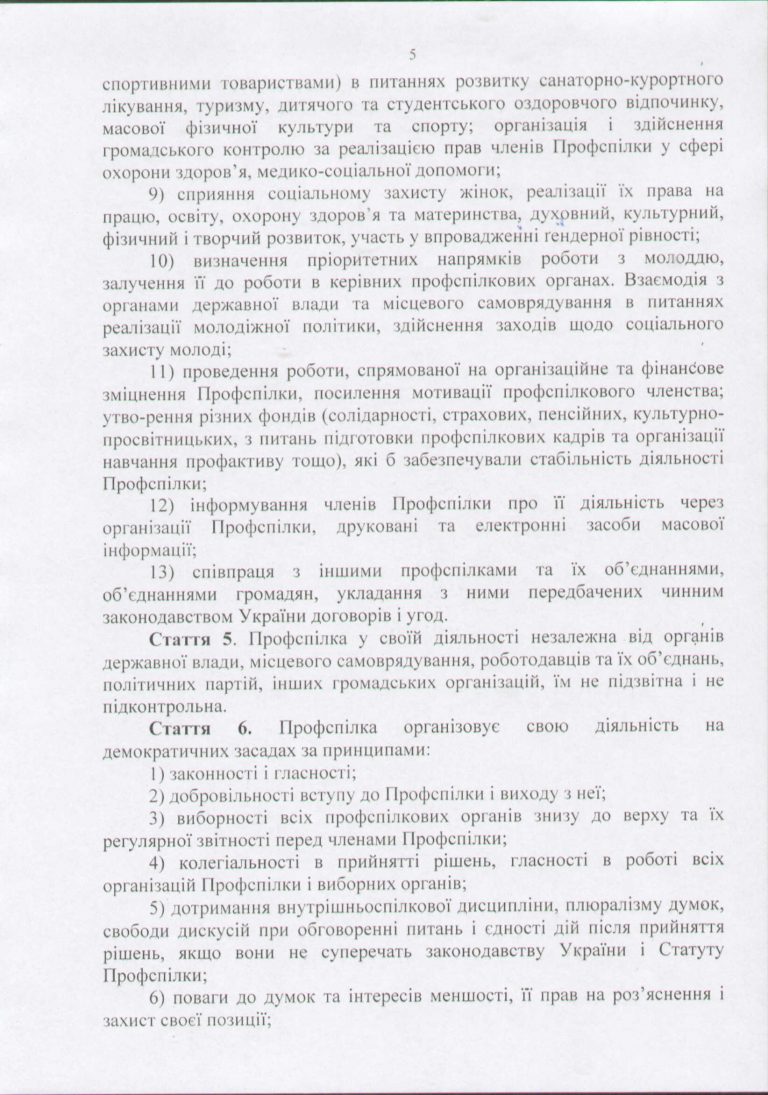 5
спортивними товариствами) в питаннях розвитку санаторно-курортного
лікування, туризму, дитячого та студентського оздоровчого відпочинку,
масової фізичної культури та спорту; організація і здійснення
громадського контролю за реалізацією прав членів Профспілки у сфері
охорони здоров’я, медико-соціальної допомоги;
9) сприяння соціальному захисту жінок, реалізації їх права на
працю, освіту, охорону здоров’я та материнства, духовний, культурний,
фізичний і творчий розвиток, участь у впровадженні ґендерної рівності;
10) визначення пріоритетних напрямків роботи з молоддю,
залучення її до роботи в керівних профспілкових органах. Взаємодія з
органами державної влади та місцевого самоврядування в питаннях
реалізації молодіжної політики, здійснення заходів щодо соціального
захисту молоді;
11) проведення роботи, спрямованої на організаційне та фінансове
зміцнення Профспілки, посилення мотивації профспілкового членства;
утво-рення різних фондів (солідарності, страхових, пенсійних, культурно-
просвітницьких, з питань підготовки профспілкових кадрів та організації
навчання профактиву тощо), які б забезпечували стабільність діяльності
Профспілки;
12) інформування членів Профспілки про її діяльність через
організації Профспілки, друковані та електронні засоби масової
інформації;
13) співпраця з іншими профспілками та їх об’єднаннями,
об’єднаннями громадян, укладання з ними передбачених чинним
законодавством України договорів і угод.
Стаття 5. Профспілка у своїй діяльності незалежна від органів
державної влади, місцевого самоврядування, роботодавців та їх об’єднань,
політичних партій, інших громадських організацій, їм не підзвітна і не
підконтрольна.
Стаття 6. Профспілка організовує свою діяльність на
демократичних засадах за принципами:
1) законності і гласності;
2) добровільності вступу до Профспілки і виходу з неї;
3) виборності всіх профспілкових органів знизу до верху та їх
регулярної звітності перед членами Профспілки;
4) колегіальності в прийнятті рішень, гласності в роботі всіх
організацій Профспілки і виборних органів;
5) дотримання внутрішньоспілкової дисципліни, плюралізму думок,
свободи дискусій при обговоренні питань і єдності дій після прийняття
рішень, якщо вони не суперечать законодавству України і Статуту
Профспілки;
6) поваги до думок та інтересів меншості, її прав на роз’яснення і
захист своєї позиції;